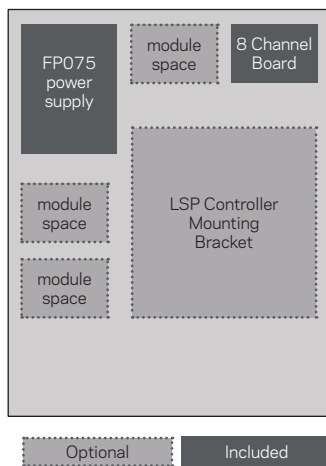 FP075
power
supply
module
space
8 Channel
Board
LSP Controller
Mounting
Bracket
module
space
module
space
Optional
Included